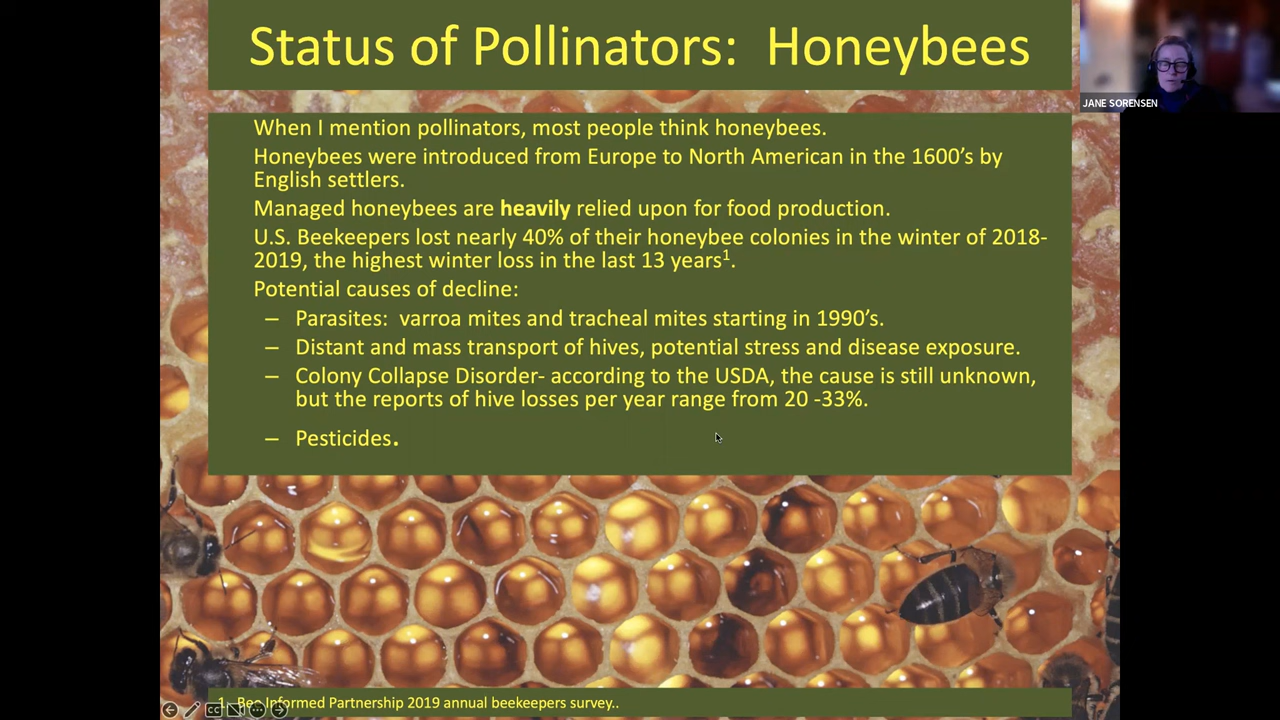 Status of Pollinators: Honeybees
JANE SORENSEN
When I mention pollinators, most people think honeybees.
Honeybees were introduced from Europe to North American in the 1600's by
English settlers.
Managed honeybees are heavily relied upon for food production.
U.S. Beekeepers lost nearly 40% of their honeybee colonies in the winter of 2018-
2019, the highest winter loss in the last 13 years1.
Potential causes of decline:
– Parasites: varroa mites and tracheal mites starting in 1990's.
– Distant and mass transport of hives, potential stress and disease exposure.
– Colony Collapse Disorder- according to the USDA, the cause is still unknown,
but the reports of hive losses per year range from 20 -33%.
– Pesticides.
1. Bee Informed Partnership 2019 annual beekeepers survey..
CC